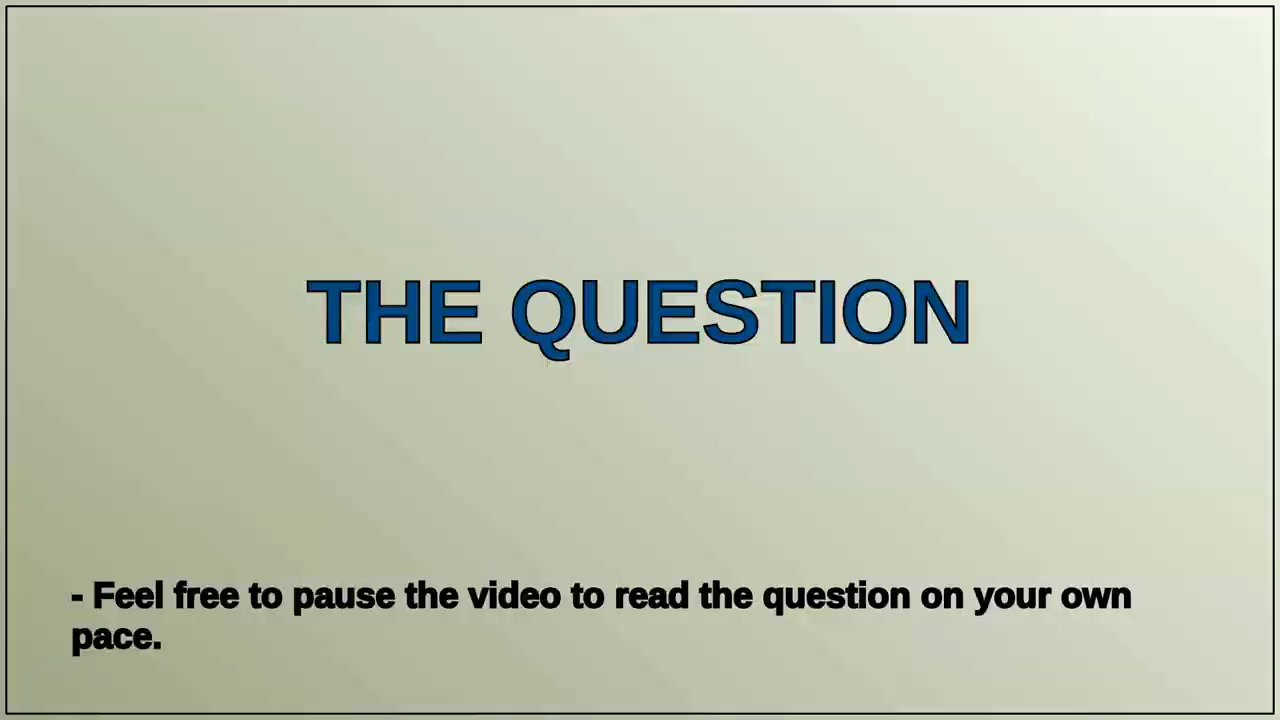 THE QUESTION
- Feel free to pause the video to read the question on your own
pace.